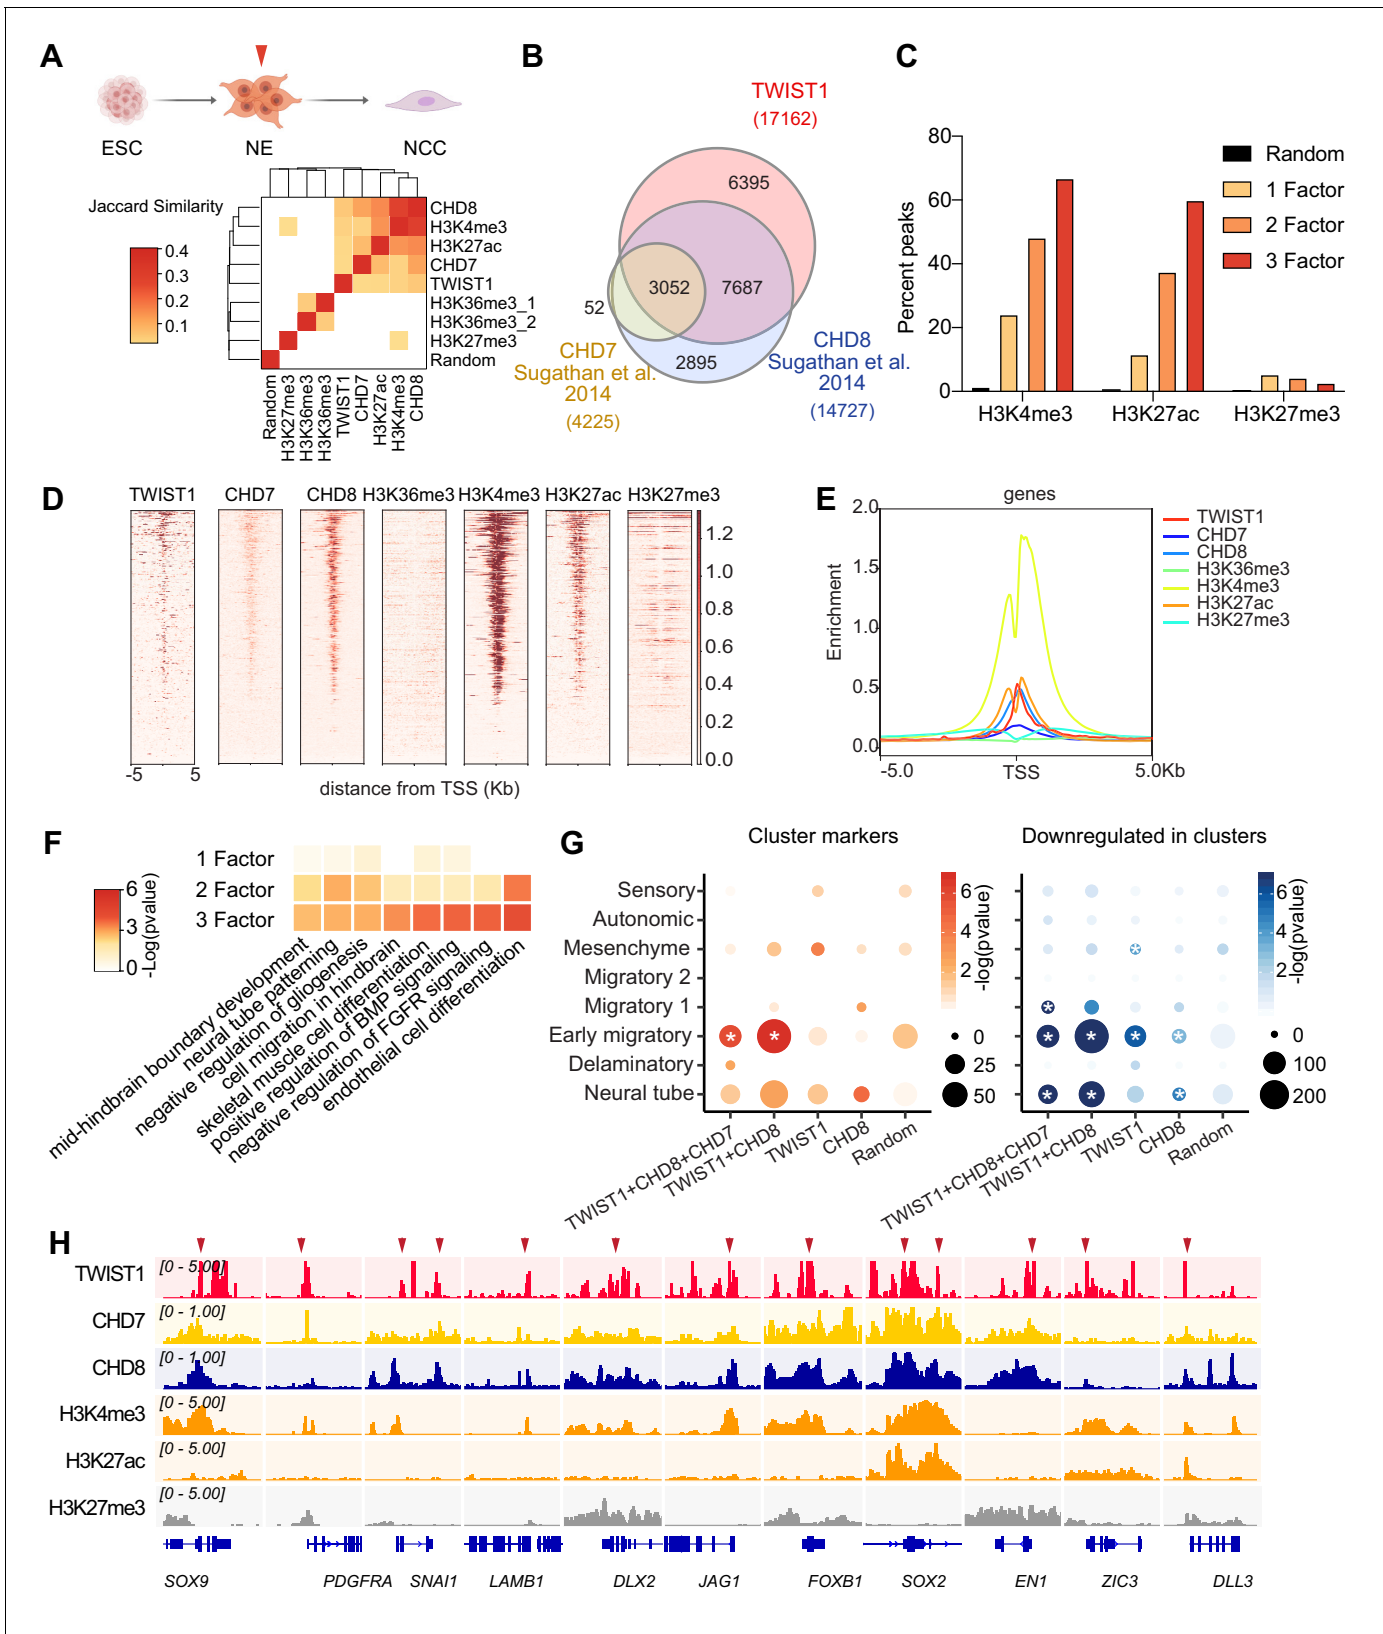 A
ESC
NE
NCC
Jaccard Similarity
0.4
0.3
0.2
0.1
CHD8
H3K4me3
H3K27ac
CHD7
TWIST1
H3K36me3_1
H3K36me3_2
H3K27me3
Random
Random
H3K27me3
H3K36me3
H3K36me3
TWIST1
CHD7
H3K27ac
H3K4me3
CHD8
B
TWIST1
(17162)
6395
3052
7687
52
2895
CHD7
Sugathan et al.
2014
(4225)
CHD8
Sugathan et al.
2014
(14727)
C
Percent peaks
80
60
40
20
0
Random
1 Factor
2 Factor
3 Factor
H3K4me3
H3K27ac
H3K27me3
D
TWIST1
CHD7
CHD8
H3K36me3
H3K4me3
H3K27ac
H3K27me3
1.2
1.0
0.8
0.6
0.4
0.2
0.0
-5
5
distance from TSS (Kb)
E
genes
Enrichment
2.0
1.5
1.0
0.5
0.0
-5.0
TSS
5.0Kb
TWIST1
CHD7
CHD8
H3K36me3
H3K4me3
H3K27ac
H3K27me3
F
6
3
0
-Log(pvalue)
1 Factor
2 Factor
3 Factor
mid-hindbrain boundary development
neural tube patterning
negative regulation of gliogenesis
cell migration in hindbrain
skeletal muscle cell differentiation
positive regulation of BMP signaling
negative regulation of FGFR signaling
endothelial cell differentiation
G
Cluster markers
Downregulated in clusters
Sensory
Autonomic
Mesenchyme
Migratory 2
Migratory 1
Early migratory
Delaminatory
Neural tube
* *
* * * * * * * * *
6
4
2
-log(pvalue)
0
25
50
6
4
2
-log(pvalue)
0
100
200
TWIST1+CHD8+CHD7
TWIST1+CHD8
TWIST1
CHD8
Random
TWIST1+CHD8+CHD7
TWIST1+CHD8
TWIST1
CHD8
Random
H
TWIST1
[0 - 5.00]
CHD7
[0 - 1.00]
CHD8
[0 - 1.00]
H3K4me3
[0 - 5.00]
H3K27ac
[0 - 5.00]
H3K27me3
[0 - 5.00]
SOX9
PDGFRA
SNAI1
LAMB1
DLX2
JAG1
FOXB1
SOX2
EN1
ZIC3
DLL3